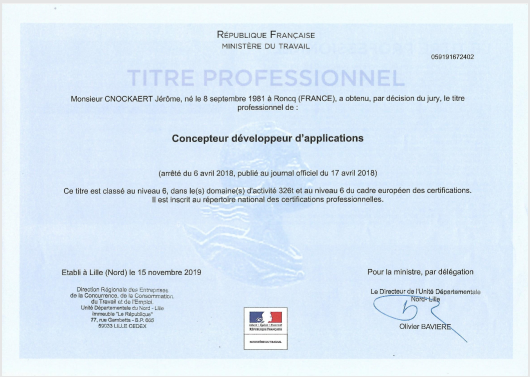 RÉPUBLIQUE FRANÇAISE
MINISTÈRE DU TRAVAIL
059191672402
TITRE PROFESSIONNEL
Monsieur CNOCKAERT Jérôme, né le 8 septembre 1981 à Roncq (FRANCE), a obtenu, par décision du jury, le titre
professionnel de :
Concepteur développeur d'applications
(arrêté du 6 avril 2018, publié au journal officiel du 17 avril 2018)
Ce titre est classé au niveau 6, dans le(s) domaine(s) d'activité 326t et au niveau 6 du cadre européen des certifications.
Il est inscrit au répertoire national des certifications professionnelles.
Etabli à Lille (Nord) le 15 novembre 2019
Pour la ministre, par délégation
Direction Régionale des Entreprises,
de la Concurrence, de la Consommation,
du Travail et de l'Emploi.
Unité Départementale du Nord - Lille
Immeuble "La République"
77, rue Gambetta - B.P.
59033 LILLE CEDEX
Le Directeur de l'Unité Départementale
Nord-Lille
Olivier BAVIERE
Liberté • Égalité • Fraternité
RÉPUBLIQUE FRANÇAISE
MINISTÈRE DU TRAVAIL